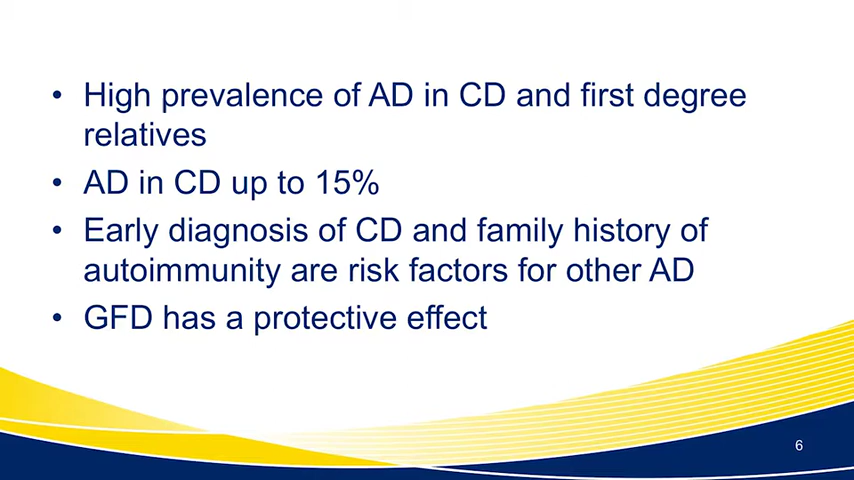 • High prevalence of AD in CD and first degree
relatives
• AD in CD up to 15%
• Early diagnosis of CD and family history of
autoimmunity are risk factors for other AD
• GFD has a protective effect
6